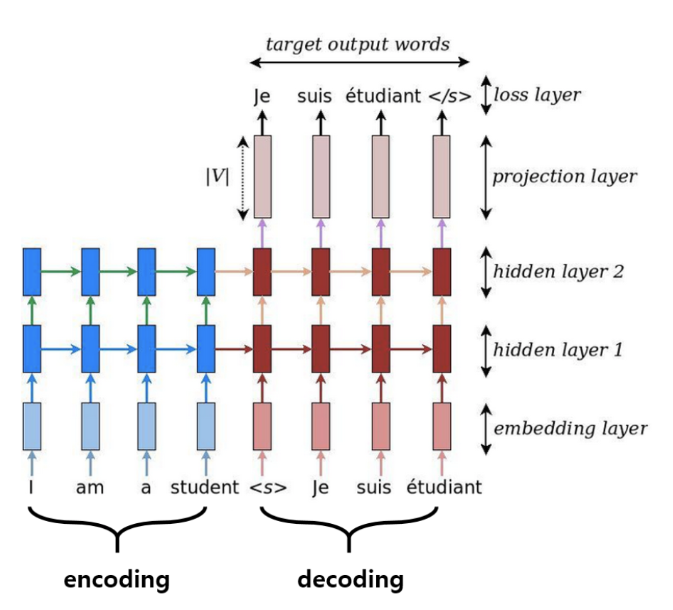 target output words
Je suis étudiant </s> loss layer
|V| projection layer
hidden layer 2
hidden layer 1
embedding layer
I am a student <s> Je suis étudiant
encoding decoding